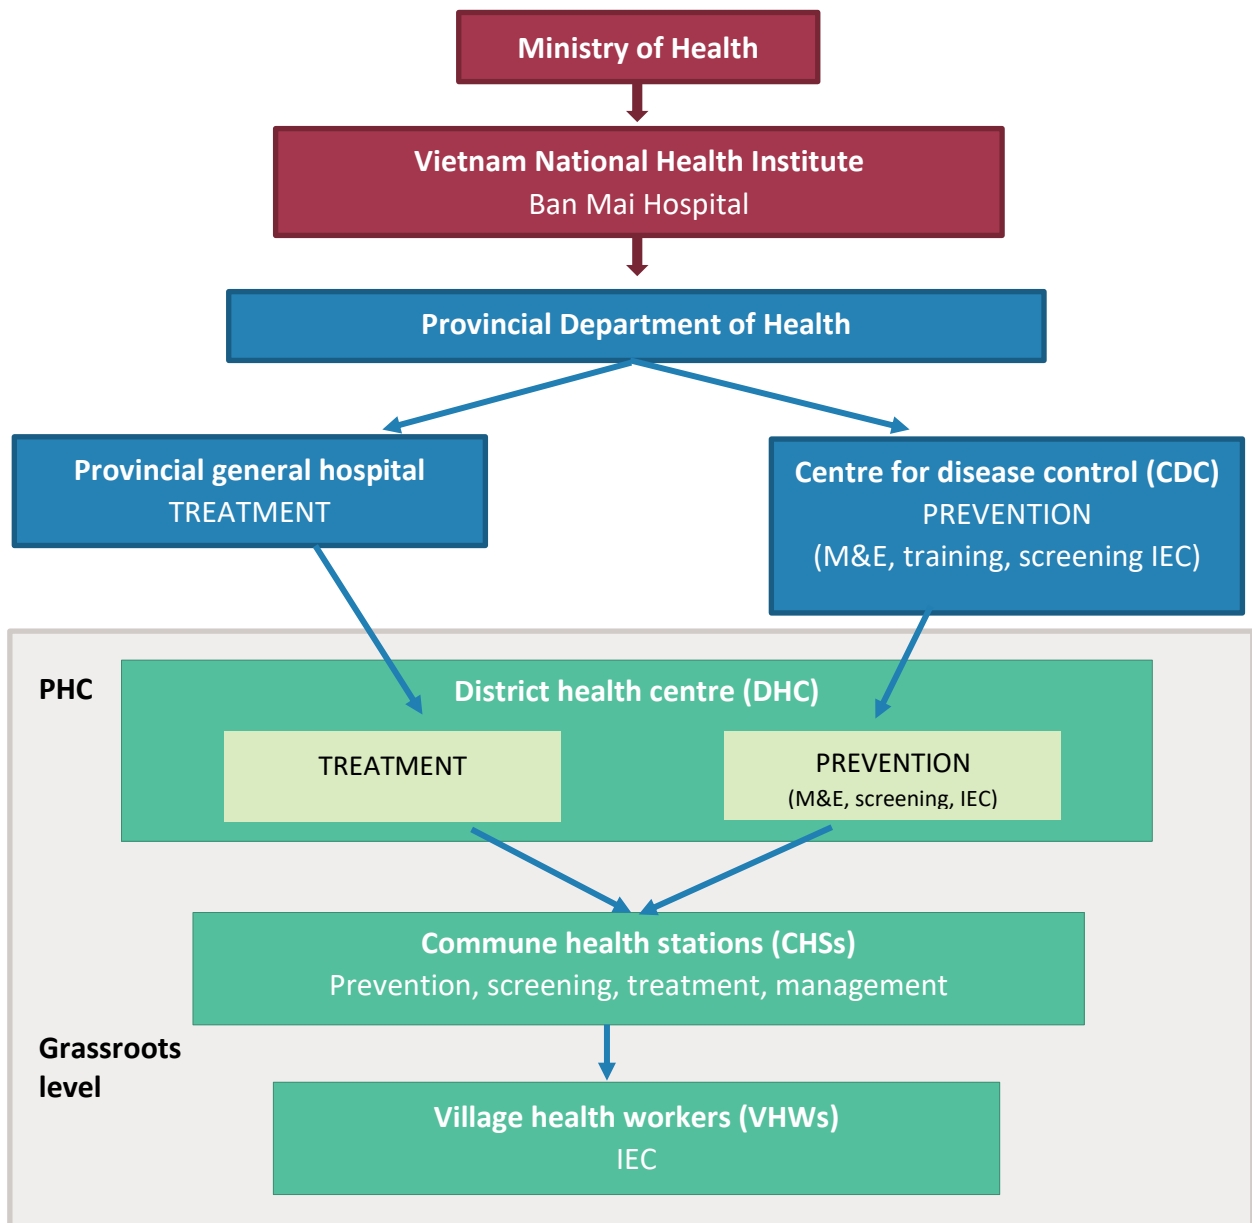 Ministry of Health
Vietnam National Health Institute
Ban Mai Hospital
Provincial Department of Health
Provincial general hospital
TREATMENT
Centre for disease control (CDC)
PREVENTION
(M&E, training, screening IEC)
PHC
District health centre (DHC)
TREATMENT
PREVENTION
(M&E, screening, IEC)
Commune health stations (CHSs)
Prevention, screening, treatment, management
Grassroots
level
Village health workers (VHWs)
IEC